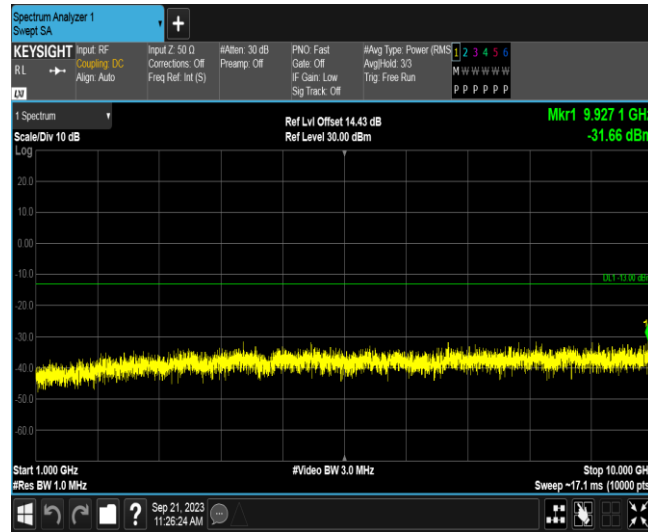 Spectrum Analyzer 1
Swept SA
KEYSIGHT
RL
LXI
Input: RF
Coupling: DC
Align: Auto
Input Z: 50 Ω
Corrections: Off
Freq Ref: Int (S)
#Atten: 30 dB
Preamp: Off
PNO: Fast
Gate: Off
IF Gain: Low
Sig Track: Off
#Avg Type: Power (RMS
Avg|Hold: 3/3
Trig: Free Run
1 2 3 4 5 6
M W W W W W
P P P P P P
1 Spectrum
Scale/Div 10 dB
Log
Ref Lvl Offset 14.43 dB
Ref Level 30.00 dBm
Mkr1 9.927 1 GHz
-31.66 dBm
20.0
10.0
0.00
-10.0
DL1 -13.00 dBm
-20.0
-30.0
1
-40.0
-50.0
-60.0
Start 1.000 GHz
#Video BW 3.0 MHz
Stop 10.000 GHz
#Res BW 1.0 MHz
Sweep ~17.1 ms (10000 pts
?
Sep 21, 2023
11:26:24 AM